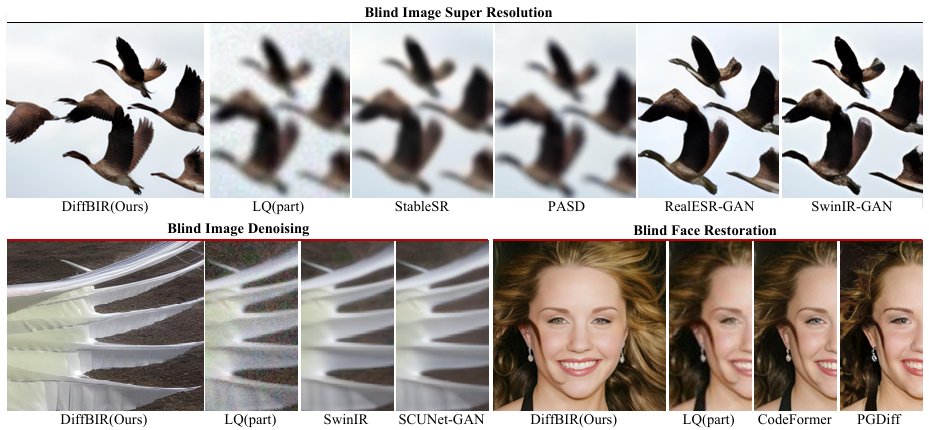 Blind Image Super Resolution
DiffBIR(Ours) LQ(part) StableSR PASD RealESR-GAN SwinIR-GAN
Blind Image Denoising Blind Face Restoration
DiffBIR(Ours) LQ(part) SwinIR SCUNet-GAN DiffBIR(Ours) LQ(part) CodeFormer PGDiff